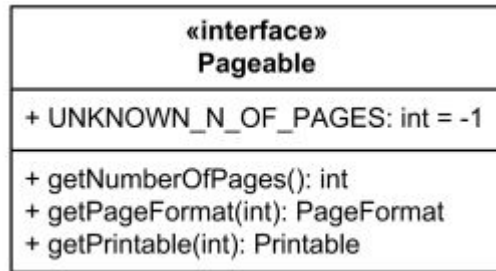 «interface»
Pageable
+ UNKNOWN_N_OF_PAGES: int = -1
+ getNumberOfPages(): int
+ getPageFormat(int): PageFormat
+ getPrintable(int): Printable